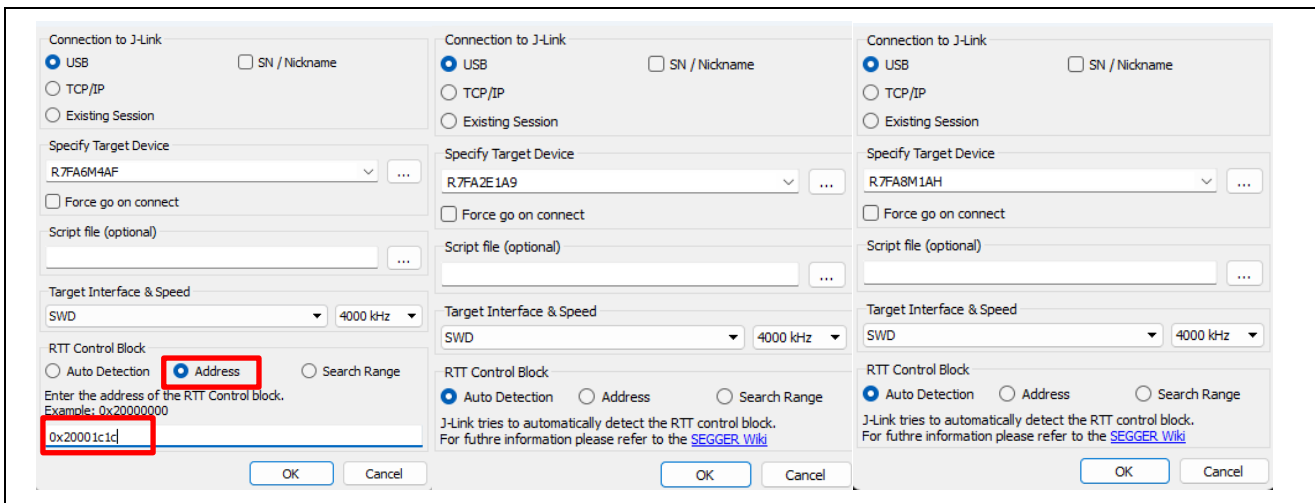 Connection to J-Link
USB
SN / Nickname
TCP/IP
Existing Session
Specify Target Device
R7FA6M4AF
...
Force go on connect
Script file (optional)
...
Target Interface & Speed
SWD
4000 kHz
RTT Control Block
Auto Detection
Address
Search Range
Enter the address of the RTT Control block.
Example: 0x20000000
0x20001c1c
OK
Cancel
Connection to J-Link
USB
SN / Nickname
TCP/IP
Existing Session
Specify Target Device
R7FA2E1A9
...
Force go on connect
Script file (optional)
...
Target Interface & Speed
SWD
4000 kHz
RTT Control Block
Auto Detection
Address
Search Range
J-Link tries to automatically detect the RTT control block.
For futhre information please refer to the SEGGER Wiki
OK
Cancel
Connection to J-Link
USB
SN / Nickname
TCP/IP
Existing Session
Specify Target Device
R7FA8M1AH
...
Force go on connect
Script file (optional)
...
Target Interface & Speed
SWD
4000 kHz
RTT Control Block
Auto Detection
Address
Search Range
J-Link tries to automatically detect the RTT control block.
For futhre information please refer to the SEGGER Wiki
OK
Cancel